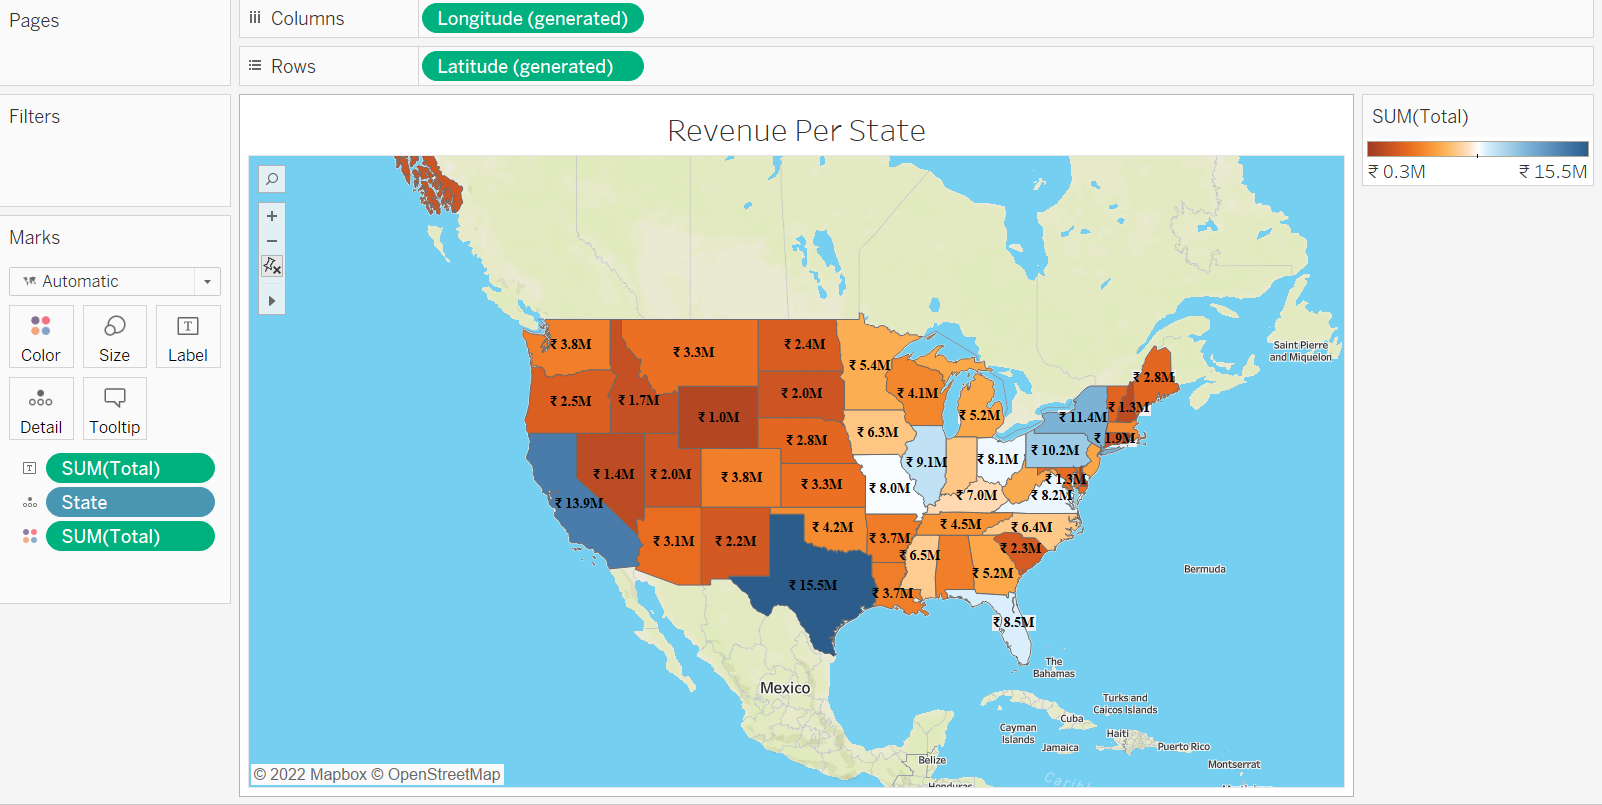 Pages
Columns
Longitude (generated)
Rows
Latitude (generated)
Filters
Marks
Automatic
Color
Size
Label
Detail
Tooltip
SUM(Total)
State
SUM(Total)
Revenue Per State
SUM(Total)
₹ 0.3M
₹ 15.5M
₹ 3.8M
₹ 3.3M
₹ 2.4M
₹ 5.4M
₹ 2.8M
₹ 2.5M
₹ 1.7M
₹ 1.0M
₹ 2.0M
₹ 4.1M
₹ 5.2M
₹ 11.4M
₹ 1.3M
₹ 6.3M
₹ 2.8M
₹ 1.9M
₹ 10.2M
₹ 9.1M
₹ 8.1M
₹ 1.4M
₹ 2.0M
₹ 3.8M
₹ 3.3M
₹ 8.0M
₹ 7.0M
₹ 1.3M
₹ 8.2M
₹ 13.9M
₹ 4.2M
₹ 4.5M
₹ 6.4M
₹ 3.1M
₹ 2.2M
₹ 3.7M
₹ 6.5M
₹ 2.3M
₹ 5.2M
₹ 15.5M
₹ 3.7M
₹ 8.5M
Saint Pierre
and Miquelon
Bermuda
The
Bahamas
Mexico
Turks and
Caicos Islands
Cuba
Cayman
Islands
Haiti
Jamaica
Puerto Rico
Belize
Montserrat
Honduras
© 2022 Mapbox © OpenStreetMap